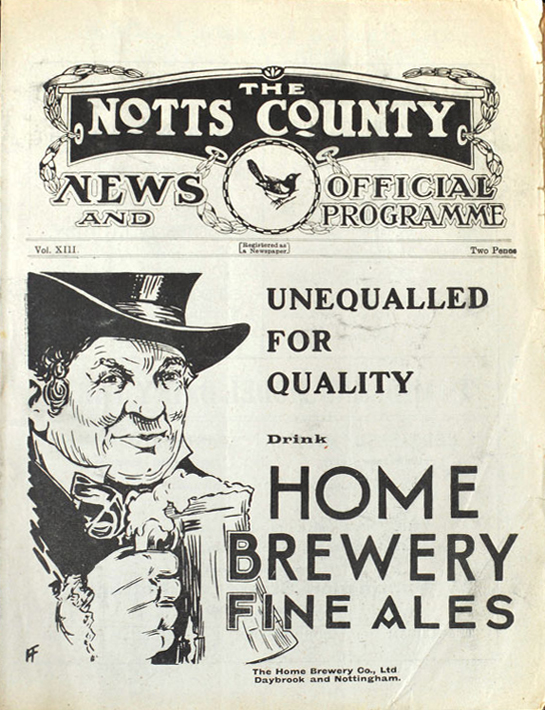 THE
NOTTS COUNTY
NEWS
AND
OFFICIAL
PROGRAMME
Vol. XIII.
[Registered as
a Newspaper.]
Two Pence
UNEQUALLED
FOR
QUALITY
Drink
HOME
BREWERY
FINE ALES
FF
The Home Brewery Co., Ltd
Daybrook and Nottingham.